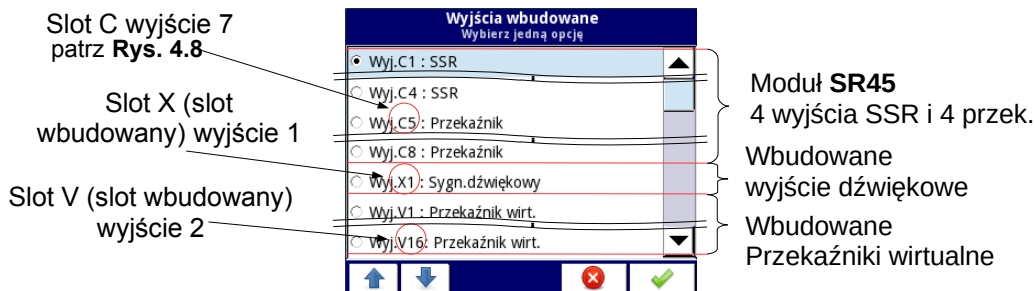 Slot C wyjście 7
patrz Rys. 4.8
Slot X (slot
wbudowany) wyjście 1
Slot V (slot wbudowany)
wyjście 2
Wyjścia wbudowane
Wybierz jedną opcję
Wyj.C1 : SSR
Wyj.C4 : SSR
Wyj.C5 : Przekaźnik
Wyj.C8 : Przekaźnik
Wyj.X1 : Sygn.dźwiękowy
Wyj.V1 : Przekaźnik wirt.
Wyj.V16: Przekaźnik wirt.
Moduł SR45
4 wyjścia SSR i 4 przek.
Wbudowane
wyjście dźwiękowe
Wbudowane
Przekaźniki wirtualne